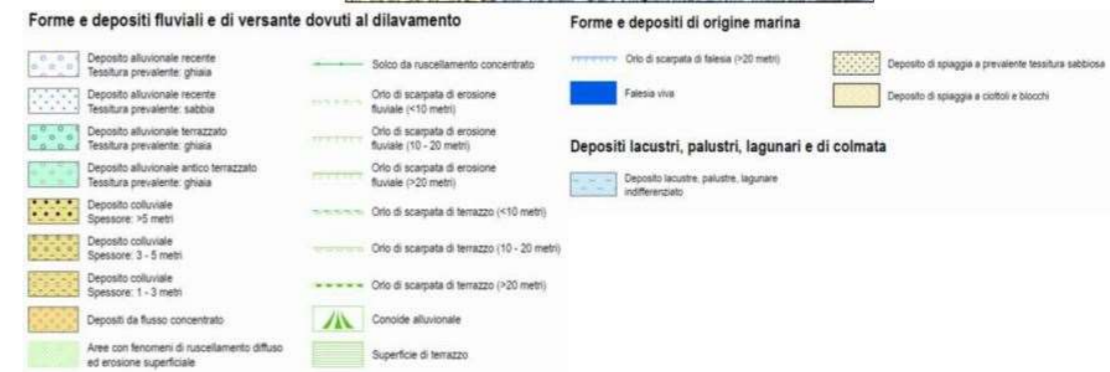 Forme e depositi fluviali e di versante dovuti al dilavamento
Deposito alluvionale recente
Tessitura prevalente: ghiaia
Deposito alluvionale recente
Tessitura prevalente: sabbia
Deposito alluvionale terrazzato
Tessitura prevalente: ghiaia
Deposito alluvionale antico terrazzato
Tessitura prevalente: ghiaia
Deposito colluviale
Spessore: >5 metri
Deposito colluviale
Spessore: 3 - 5 metri
Deposito colluviale
Spessore: 1 - 3 metri
Depositi da flusso concentrato
Aree con fenomeni di ruscellamento diffuso
ed erosione superficiale
Solco da ruscellamento concentrato
Orlo di scarpata di erosione
fluviale (<10 metri)
Orlo di scarpata di erosione
fluviale (10 - 20 metri)
Orlo di scarpata di erosione
fluviale (>20 metri)
Orlo di scarpata di terrazzo (<10 metri)
Orlo di scarpata di terrazzo (10 - 20 metri)
Orlo di scarpata di terrazzo (>20 metri)
Conoide alluvionale
Superficie di terrazzo
Forme e depositi di origine marina
Orlo di scarpata di falesia (>20 metri)
Falesia viva
Deposito di spiaggia a prevalente tessitura sabbiosa
Deposito di spiaggia a ciottoli e blocchi
Depositi lacustri, palustri, lagunari e di colmata
Deposito lacustre, palustre, lagunare
indifferenziato